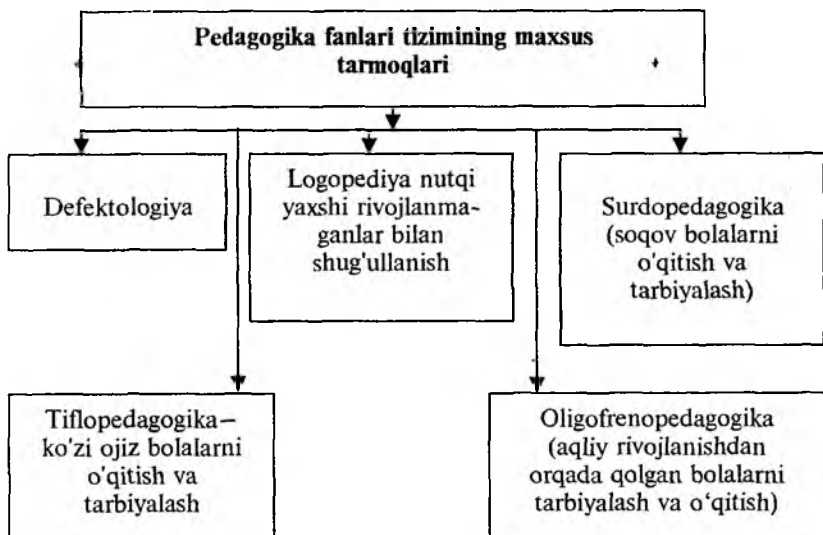 Pedagogika fanlari tizimining maxsus
tarmoqlari
Defektologiya
Logopediya nutqi
yaxshi rivojlanma-
ganlar bilan
shug'ullanish
Surdopedagogika
(soqov bolalarni
o'qitish va
tarbiyalash)
Tiflopedagogika–
ko'zi ojiz bolalarni
o'qitish va
tarbiyalash
Oligofrenopedagogika
(aqliy rivojlanishdan
orqada qolgan bolalarni
tarbiyalash va o‘qitish)